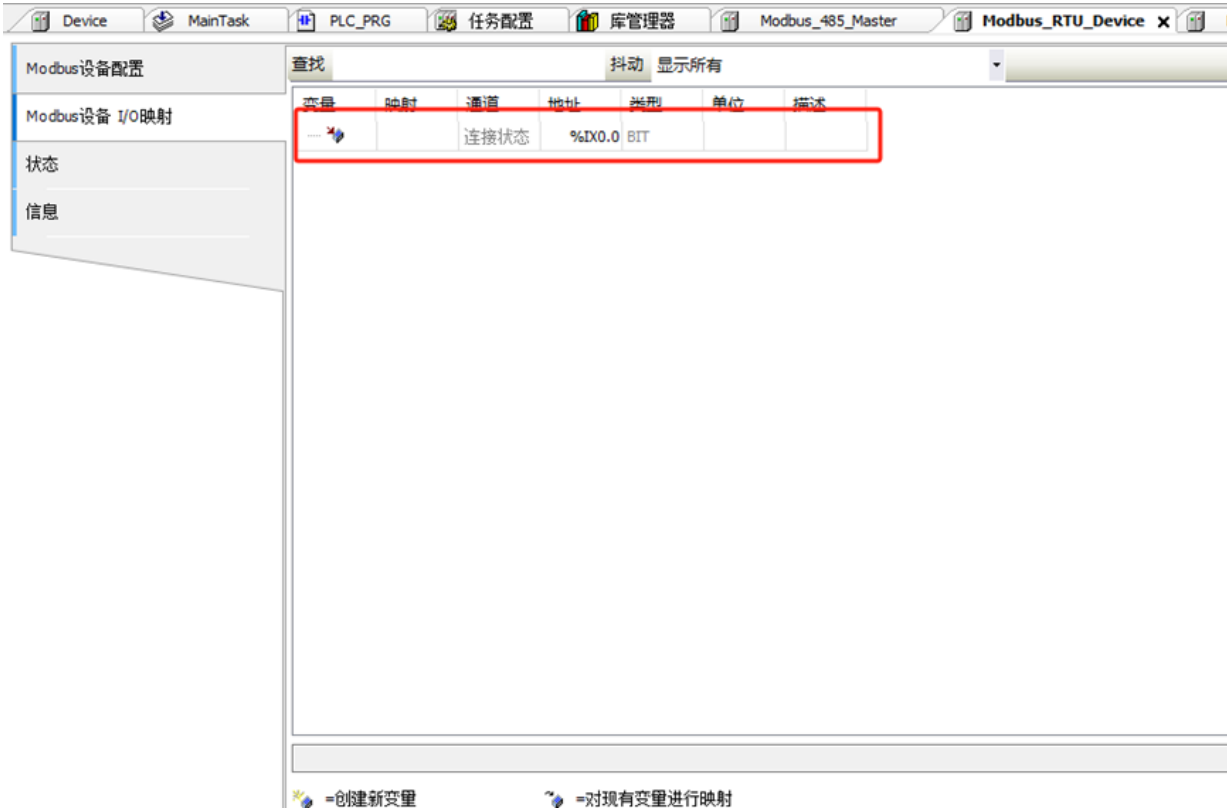 Device MainTask PLC_PRG 任务配置 库管理器 Modbus_485_Master Modbus_RTU_Device
Modbus设备配置
Modbus设备 I/O映射
状态
信息
查找 抖动 显示所有
变量 映射 通道 地址 类型 单位 描述
连接状态 %IX0.0 BIT
=创建新变量 =对现有变量进行映射